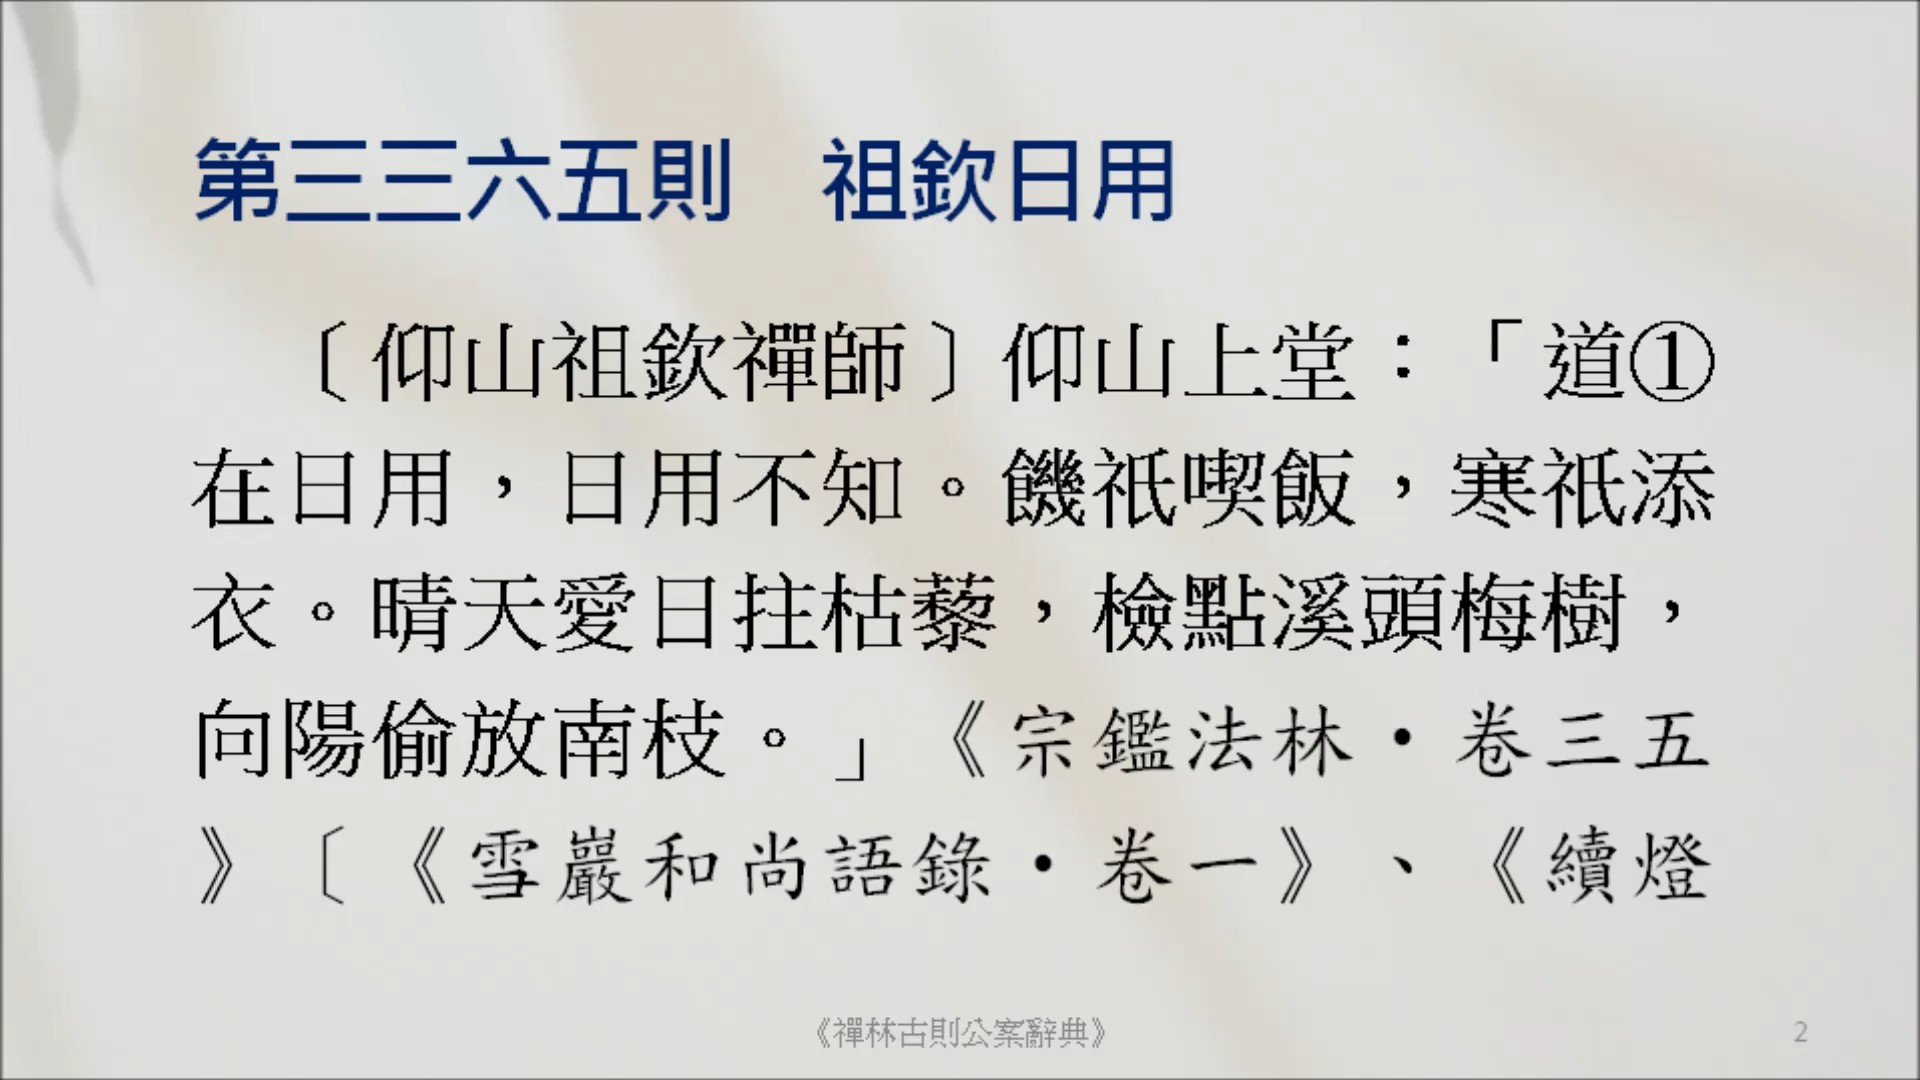 第三三六五則　祖欽日用
〔仰山祖欽禪師〕仰山上堂：「道①
在日用，日用不知。饑祇喫飯，寒祇添
衣。晴天愛日拄枯藜，檢點溪頭梅樹，
向陽偷放南枝。」《宗鑑法林·卷三五
》〔《雪巖和尚語錄·卷一》、《續燈
《禪林古則公案辭典》
2